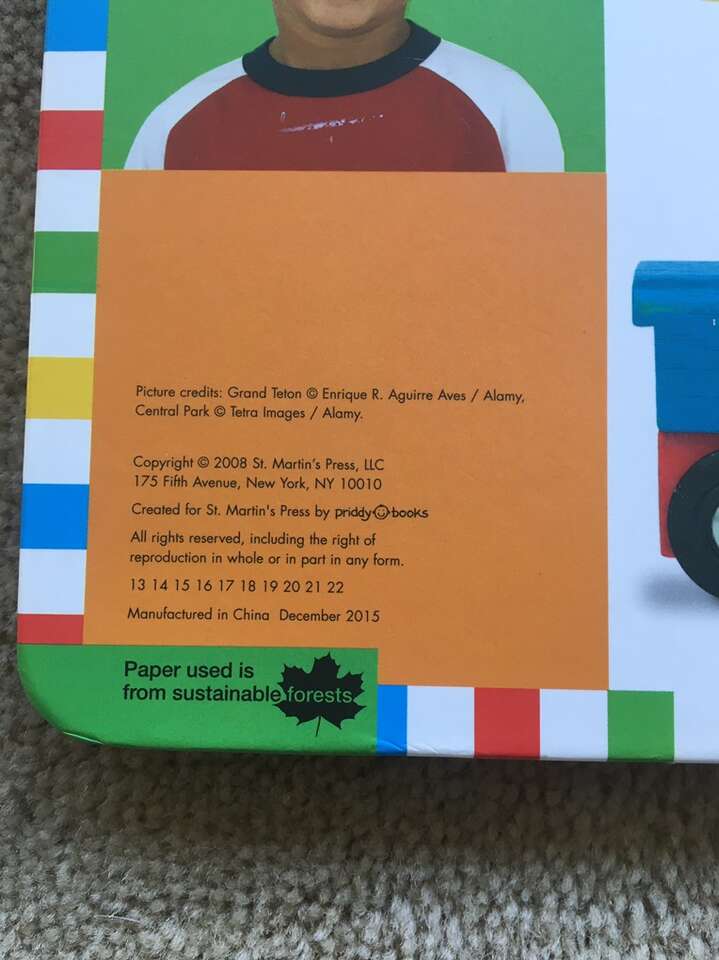 Picture credits: Grand Teton © Enrique R. Aguirre Aves / Alamy,
Central Park © Tetra Images / Alamy.
Copyright © 2008 St. Martin's Press, LLC
175 Fifth Avenue, New York, NY 10010
Created for St. Martin's Press by priddy books
All rights reserved, including the right of
reproduction in whole or in part in any form.
13 14 15 16 17 18 19 20 21 22
Manufactured in China December 2015
Paper used is
from sustainable forests.